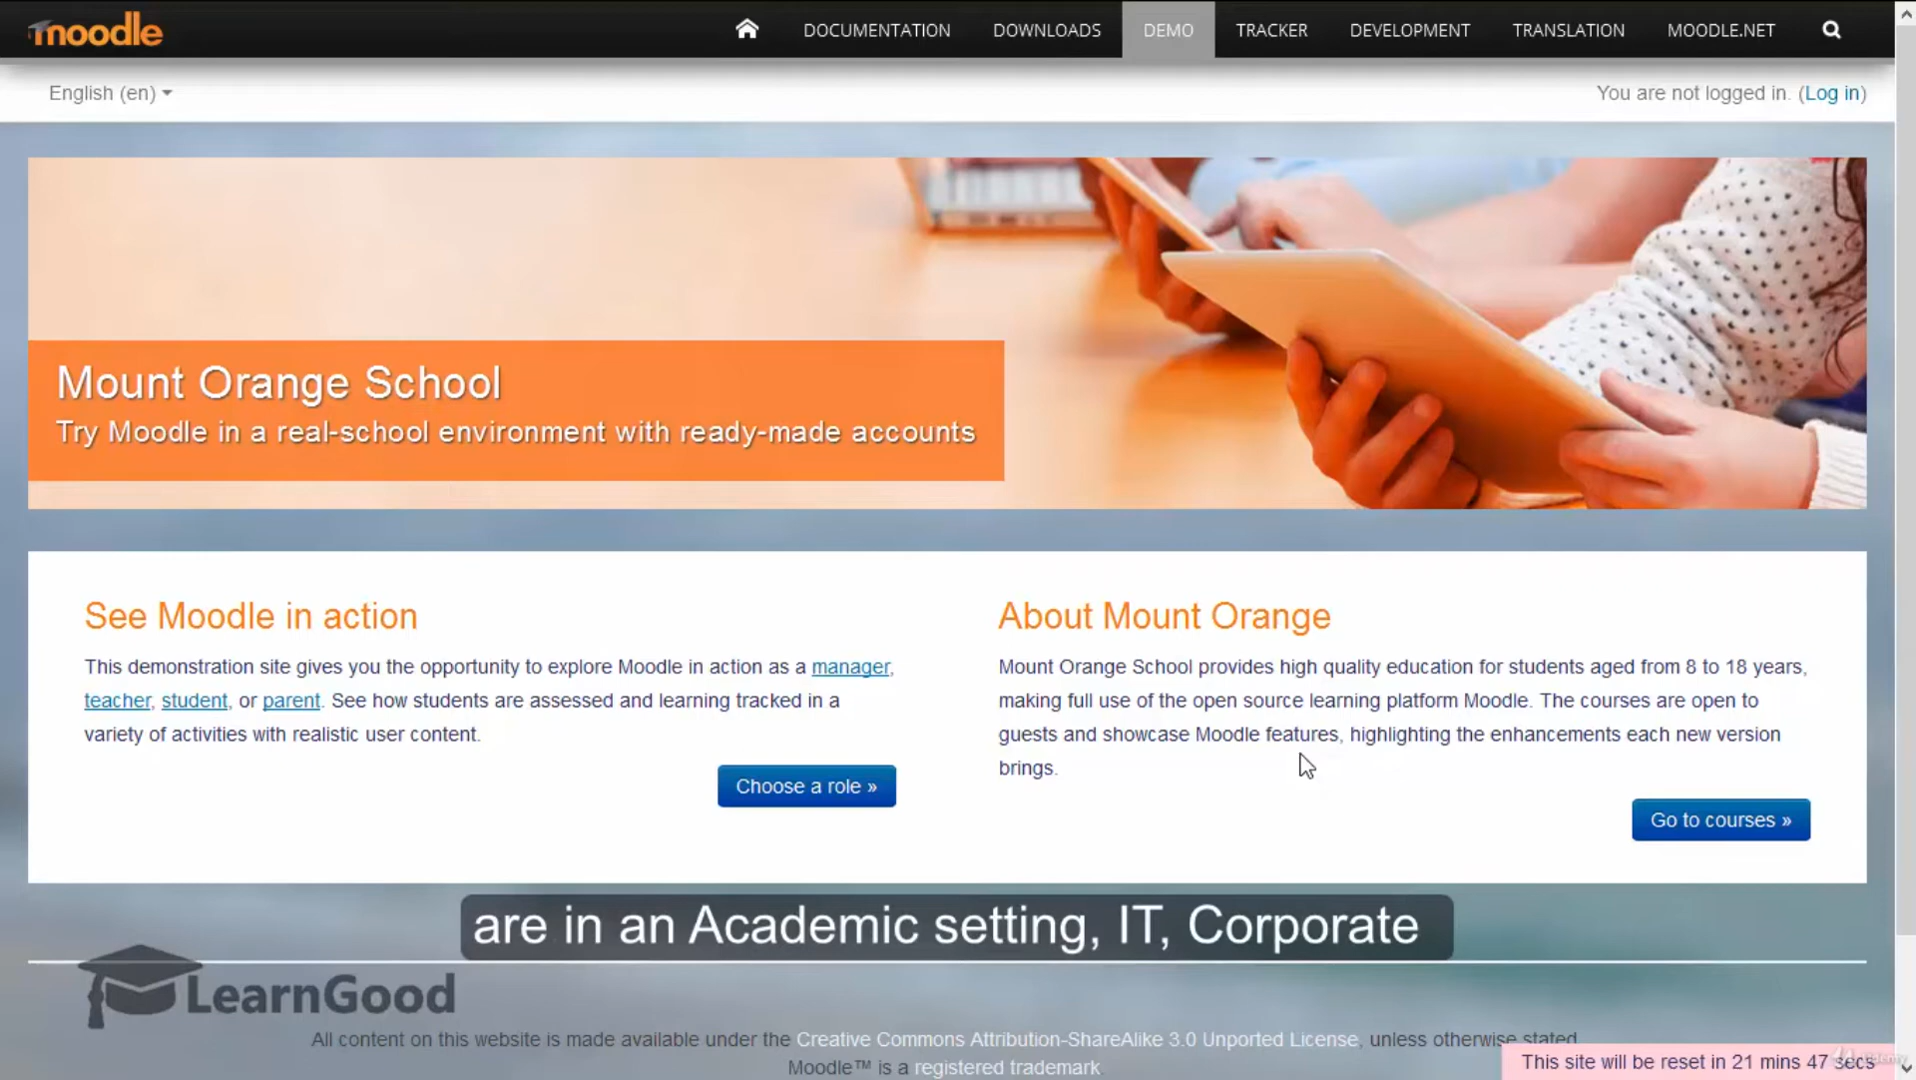 moodle
DOCUMENTATION DOWNLOADS DEMO TRACKER DEVELOPMENT TRANSLATION MOODLE.NET
English (en)
You are not logged in. (Log in)
Mount Orange School
Try Moodle in a real-school environment with ready-made accounts
See Moodle in action
This demonstration site gives you the opportunity to explore Moodle in action as a manager,
teacher, student, or parent. See how students are assessed and learning tracked in a
variety of activities with realistic user content.
Choose a role »
About Mount Orange
Mount Orange School provides high quality education for students aged from 8 to 18 years,
making full use of the open source learning platform Moodle. The courses are open to
guests and showcase Moodle features, highlighting the enhancements each new version
brings.
Go to courses »
are in an Academic setting, IT, Corporate
LearnGood
All content on this website is made available under the Creative Commons Attribution-ShareAlike 3.0 Unported License, unless otherwise stated
Moodle™ is a registered trademark
This site will be reset in 21 mins 47 secs